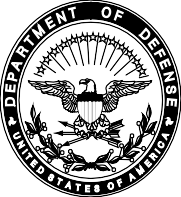 DEPARTMENT OF DEFENSE
UNITED STATES OF AMERICA